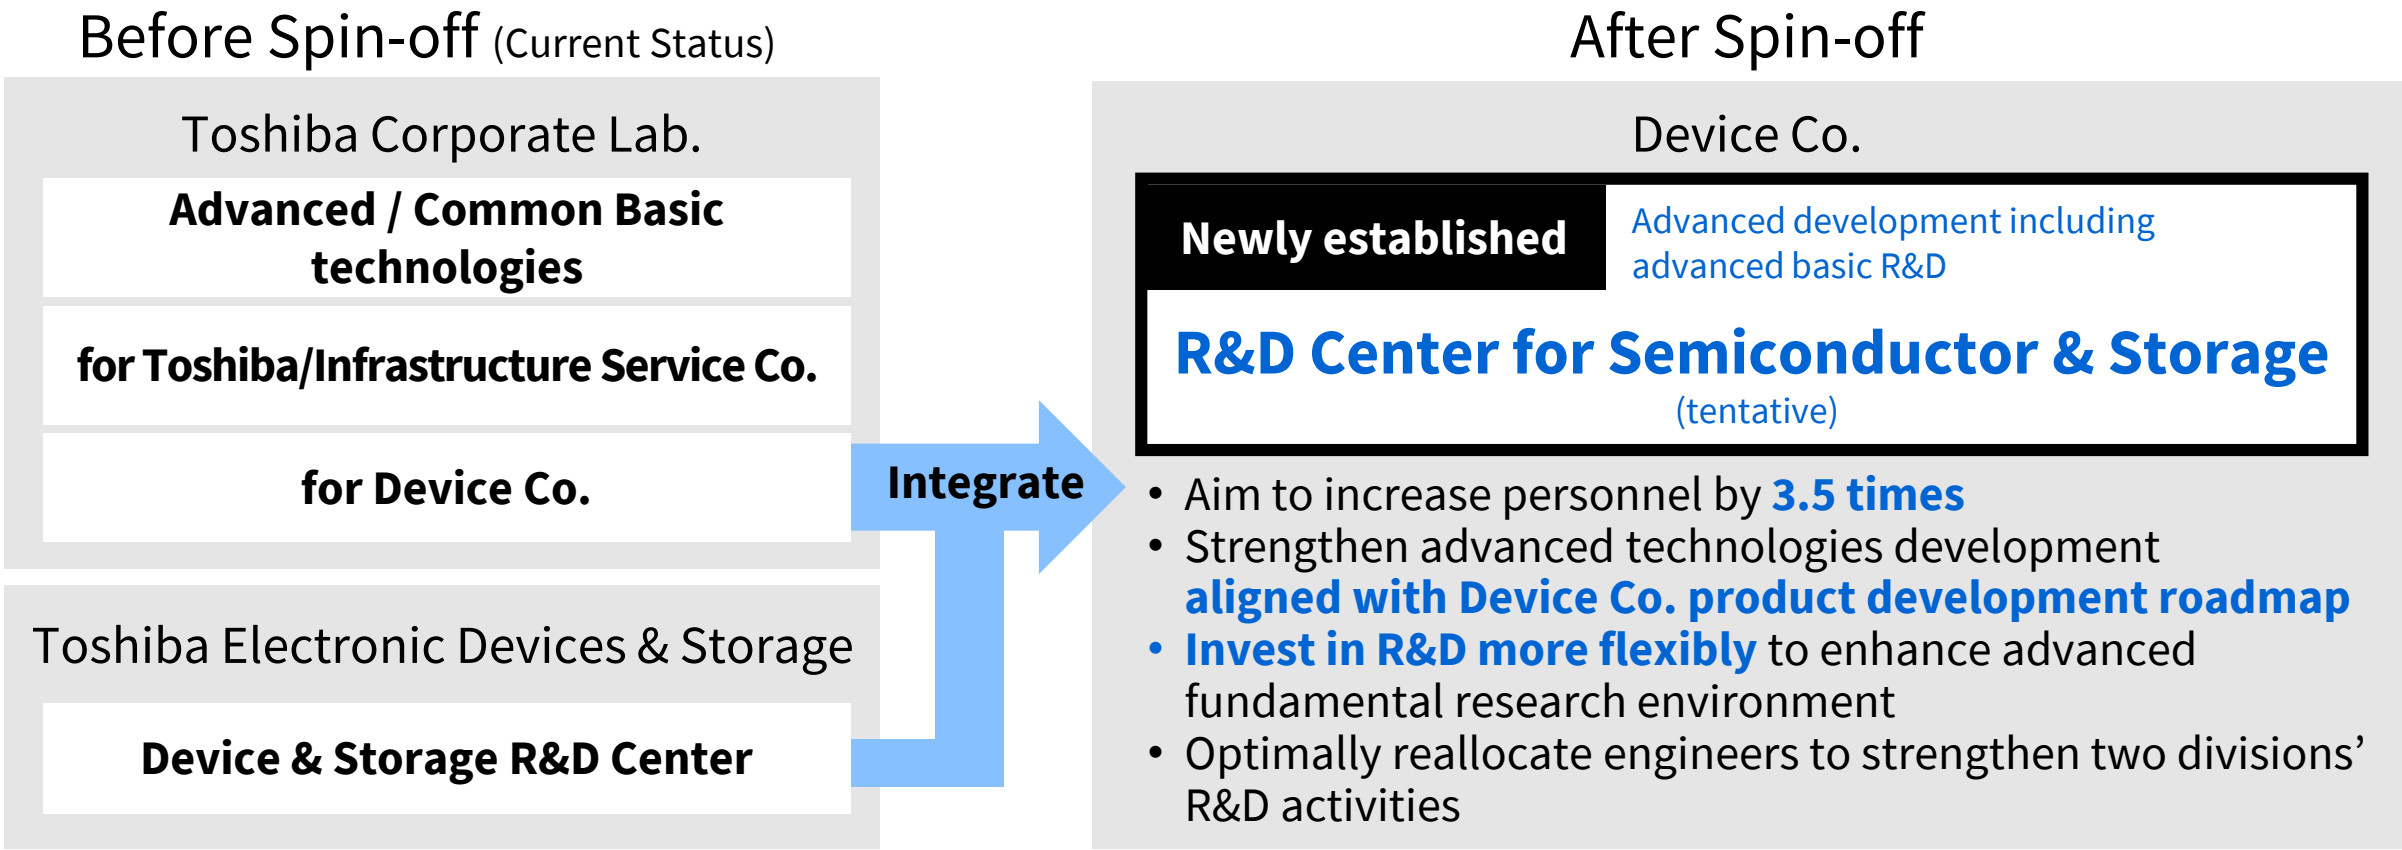 Before Spin-off (Current Status)
Toshiba Corporate Lab.
Advanced / Common Basic
technologies
for Toshiba/Infrastructure Service Co.
for Device Co.
Toshiba Electronic Devices & Storage
Device & Storage R&D Center
Integrate
After Spin-off
Device Co.
Newly established
Advanced development including
advanced basic R&D
R&D Center for Semiconductor & Storage
(tentative)
• Aim to increase personnel by 3.5 times
• Strengthen advanced technologies development
aligned with Device Co. product development roadmap
• Invest in R&D more flexibly to enhance advanced
fundamental research environment
• Optimally reallocate engineers to strengthen two divisions’
R&D activities